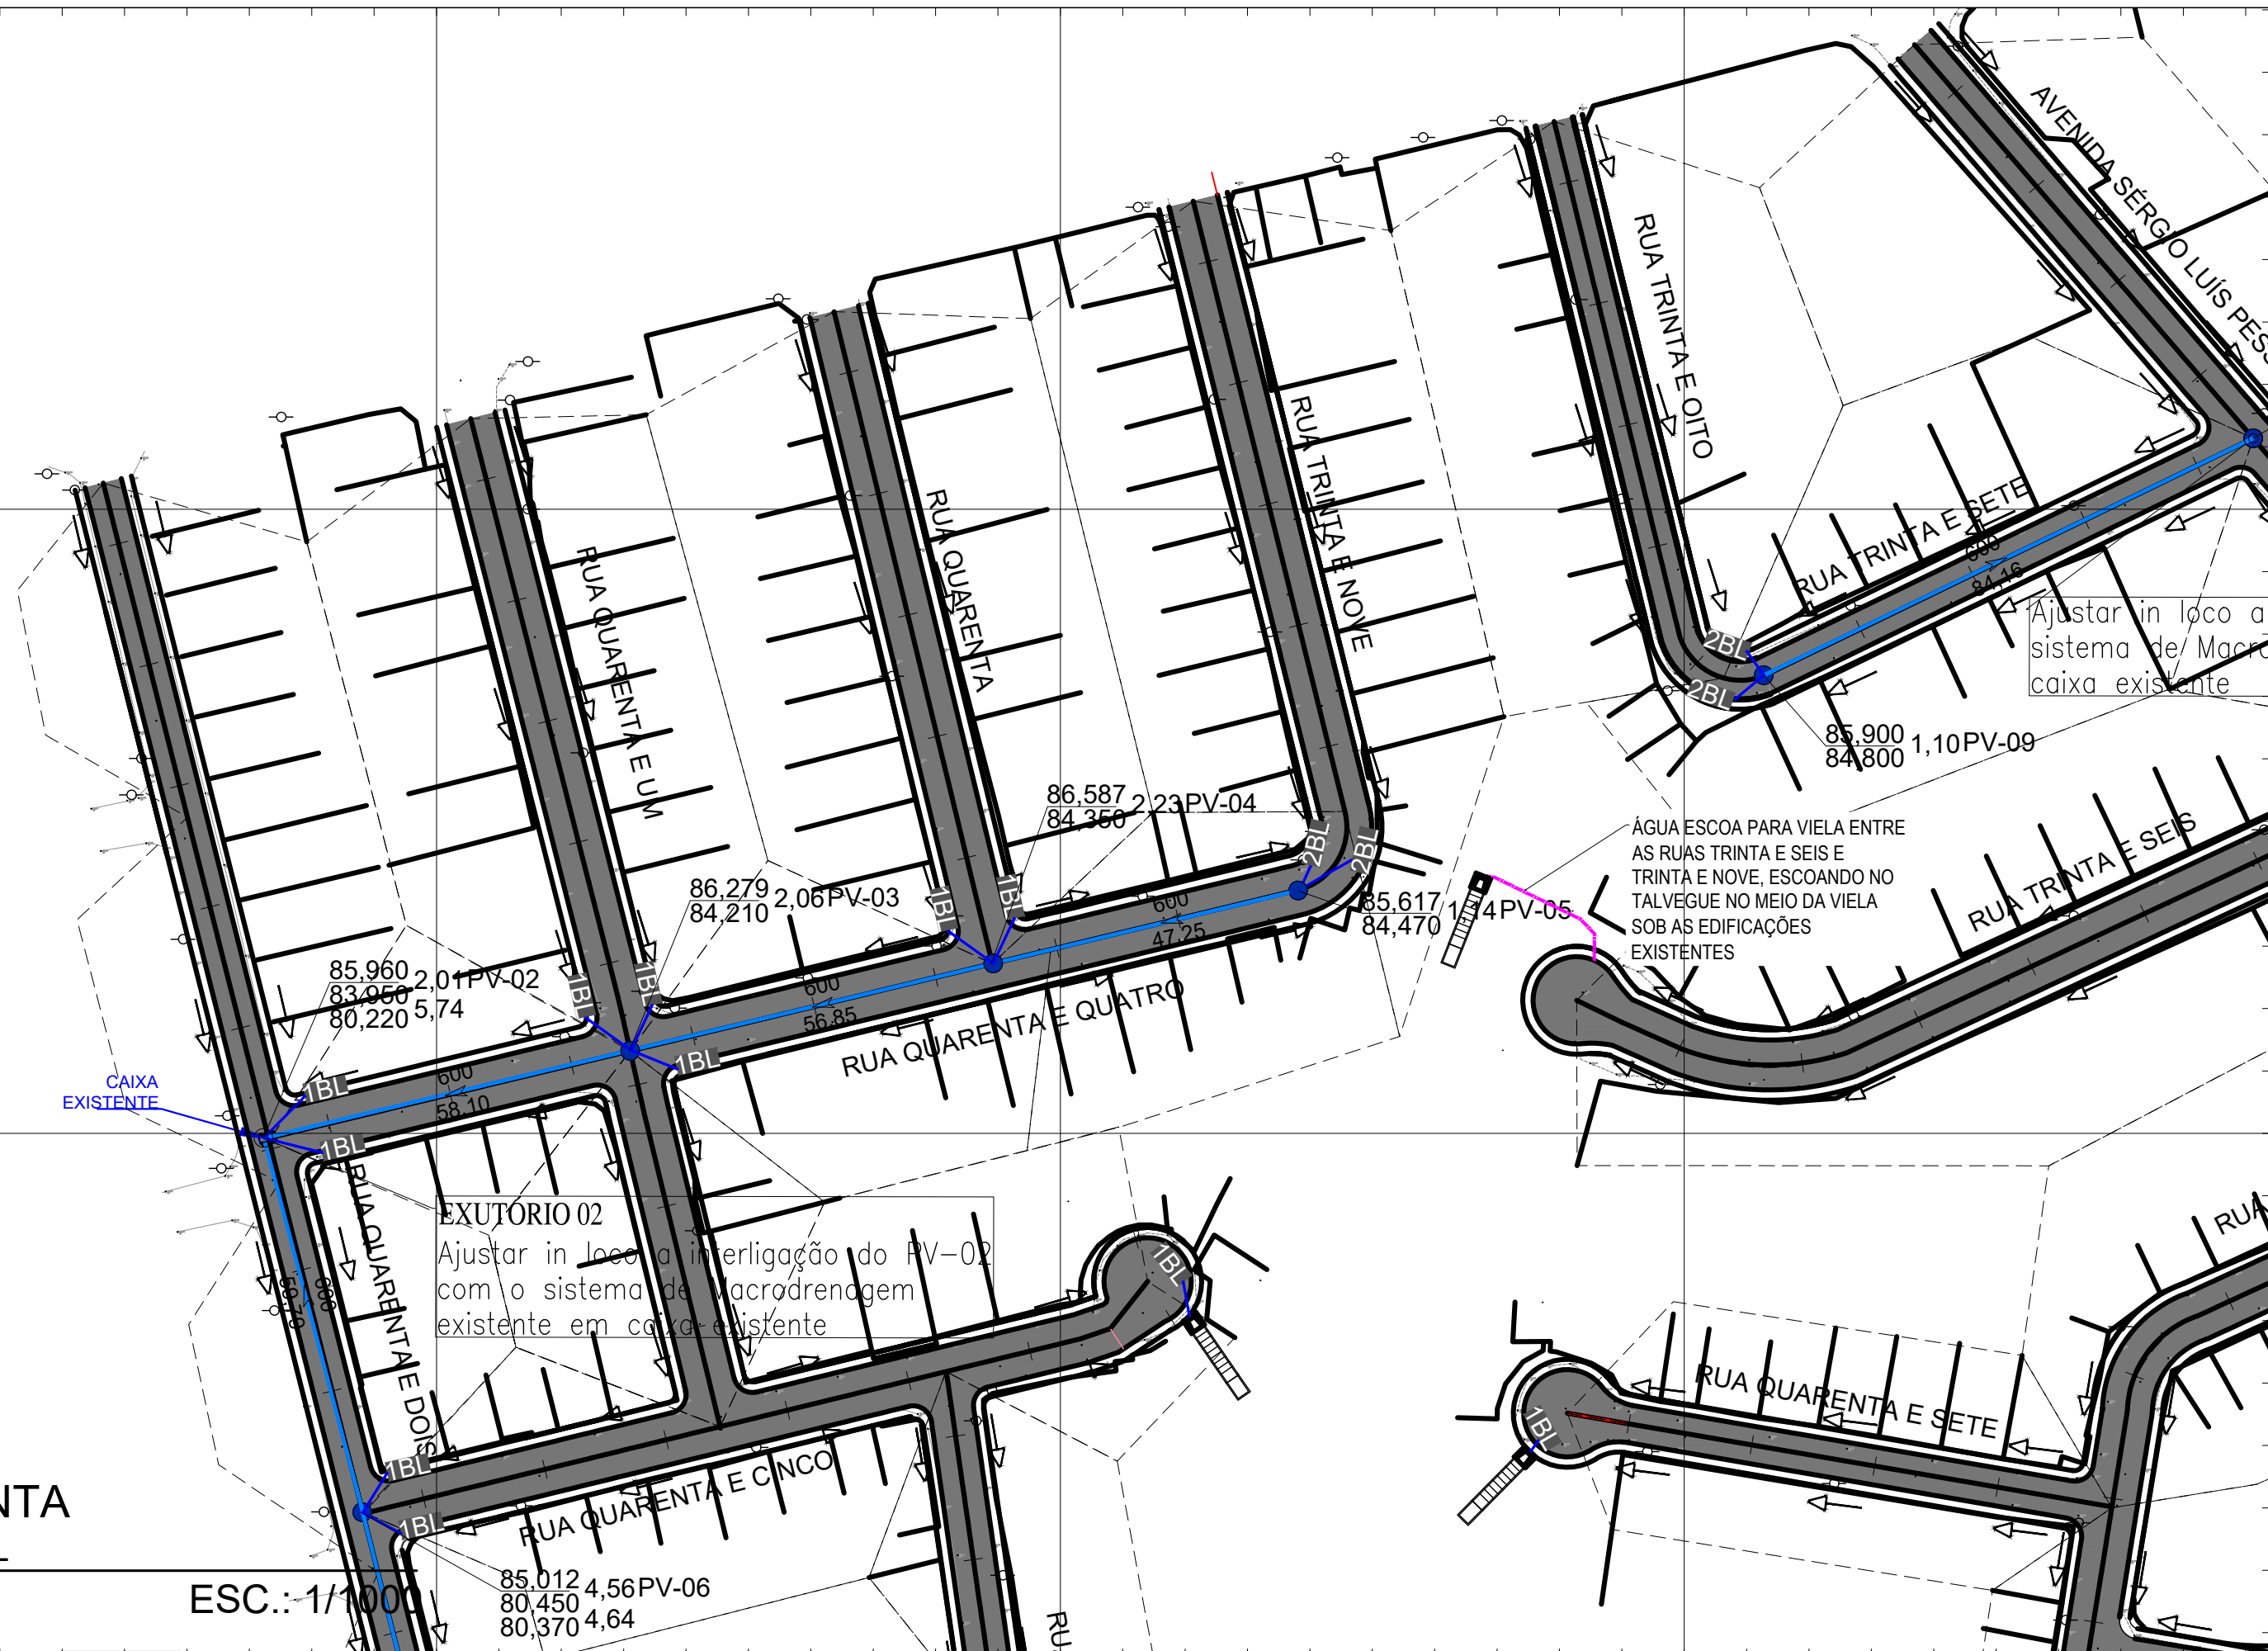 AVENIDA SÉRGIO LUÍS
RUA TRINTA E OITO
RUA TRINTA E NOVE
RUA QUARENTA
RUA QUARENTA E UM
RUA TRINTA E SETE
600
84.16
Ajustar in loco a
sistema de Macro
caixa existente
2BL
2BL
85,900 1,10 PV-09
84,800
86,587 2,23 PV-04
84,350
ÁGUA ESCOA PARA VIELA ENTRE
AS RUAS TRINTA E SEIS E
TRINTA E NOVE, ESCOANDO NO
TALVEGUE NO MEIO DA VIELA
SOB AS EDIFICAÇÕES
EXISTENTES
RUA TRINTA E SEIS
2BL
2BL
86,279 2,06 PV-03
84,210
1BL
1BL
600
47.25
85,617 1,14 PV-05
84,470
85,960 2,01 PV-02
83,950
80,220 5,74
1BL
1BL
600
56.85
RUA QUARENTA E QUATRO
1BL
CAIXA
EXISTENTE
1BL
600
58.10
1BL
EXUTÓRIO 02
Ajustar in loco a interligação do PV-02
com o sistema de Macrodrenagem
existente em caixa existente
RUA QUARENTA E DOIS
600
59.79
1BL
RUA
RUA QUARENTA E SETE
1BL
1BL
1BL
RUA QUARENTA E CINCO
NTA
ESC.: 1/1000
85,012 4,56 PV-06
80,450
80,370 4,64
RU